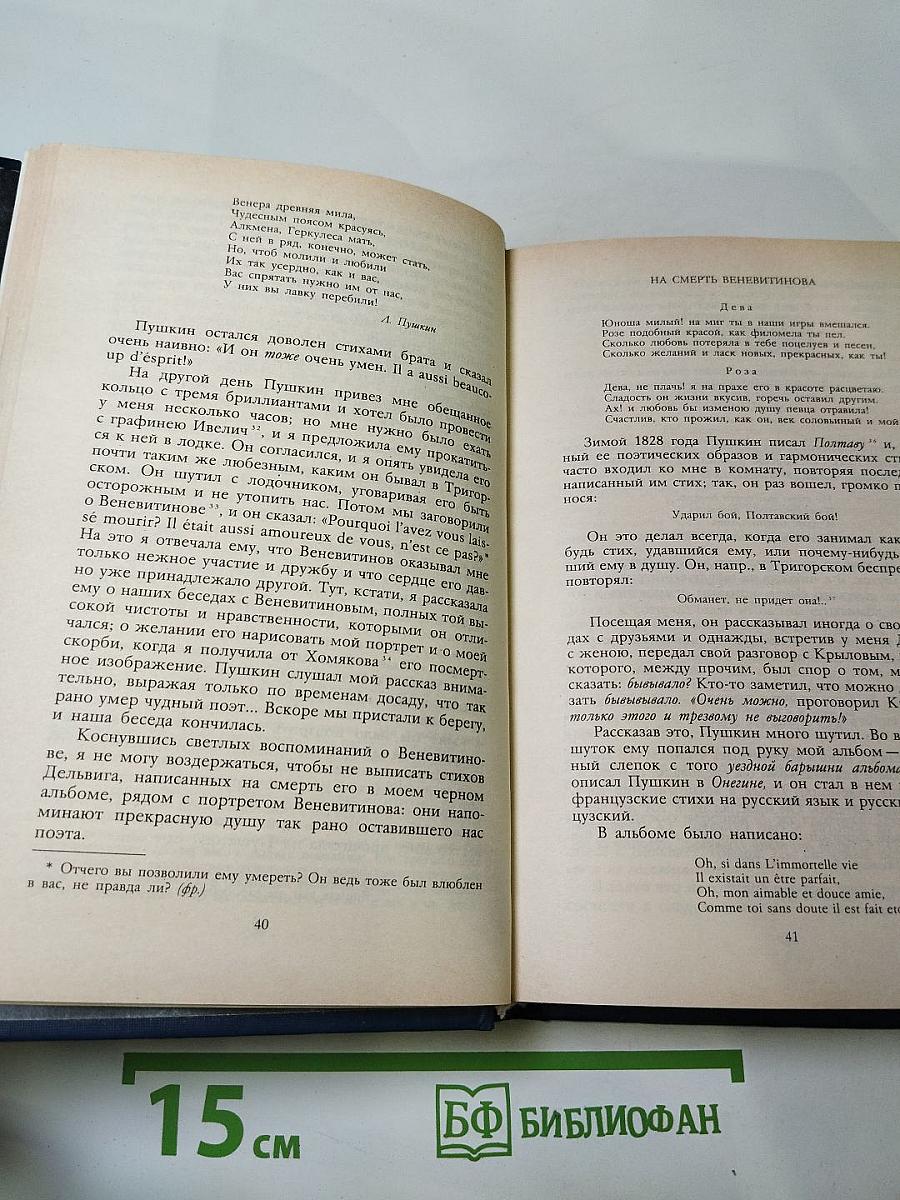 Венера древняя мила,
Чудесным поясом красуясь,
Алкмена, Геркулеса мать,
С ней в ряд, конечно, может стать,
Но, чтоб молили и любили
Их так усердно, как и вас,
Вас спрятать нужно им от нас,
У них вы лавку перебили!
Л. Пушкин
Пушкин остался доволен стихами брата и сказал
очень наивно: «И он тоже очень умен. Il a aussi beauco-
up d'ésprit!»
На другой день Пушкин привез мне обещанное
кольцо с тремя бриллиантами и хотел было провести
у меня несколько часов; но мне нужно было ехать
с графинею Ивелич³², и я предложила ему прокатить-
ся к ней в лодке. Он согласился, и я опять увидела его
почти таким же любезным, каким он бывал в Тригор-
ском. Он шутил с лодочником, уговаривая его быть
осторожным и не утопить нас. Потом мы заговорили
о Веневитинове³³, и он сказал: «Pourquoi l'avez vous lais-
sé mourir? Il était aussi amoureux de vous, n'est ce pas?»*
На это я отвечала ему, что Веневитинов оказывал мне
только нежное участие и дружбу и что сердце его дав-
но уже принадлежало другой. Тут, кстати, я рассказала
ему о наших беседах с Веневитиновым, полных той вы-
сокой чистоты и нравственности, которыми он отли-
чался; о желании его нарисовать мой портрет и о моей
скорби, когда я получила от Хомякова³⁴ его посмерт-
ное изображение. Пушкин слушал мой рассказ внима-
тельно, выражая только по временам досаду, что так
рано умер чудный поэт... Вскоре мы пристали к берегу,
и наша беседа кончилась.
Коснувшись светлых воспоминаний о Веневитино-
ве, я не могу воздержаться, чтобы не выписать стихов
Дельвига, написанных на смерть его в моем черном
альбоме, рядом с портретом Веневитинова: они напо-
минают прекрасную душу так рано оставившего нас
поэта.
* Отчего вы позволили ему умереть? Он ведь тоже был влюблен
в вас, не правда ли? (фр.)
40
НА СМЕРТЬ ВЕНЕВИТИНОВА
Дева
Юноша милый! на миг ты в наши игры вмешался.
Розе подобный красой, как филомела ты пел.
Сколько любовь потеряла в тебе поцелуев и песен,
Сколько желаний и ласк новых, прекрасных, как ты!
Роза
Дева, не плачь! я на прахе его в красоте расцветаю.
Сладость он жизни вкусив, горечь оставил другим.
Ах! и любовь бы изменою душу певца отравила!
Счастлив, кто прожил, как он, век соловьиный и мой
Зимой 1828 года Пушкин писал Полтаву³⁶ и,
ный ее поэтических образов и гармонических
часто входил ко мне в комнату, повторяя
написанный им стих; так, он раз вошел, громко
нося:
Ударил бой, Полтавский бой!
Он это делал всегда, когда его занимал
будь стих, удавшийся ему, или почему-нибудь
ший ему в душу. Он, напр., в Тригорском
повторял:
Обманет, не придет она!..³⁷
Посещая меня, он рассказывал иногда о
дах с друзьями и однажды, встретив у меня
с женою, передал свой разговор с Крыловым,
которого, между прочим, был спор о том,
сказать: бывывало? Кто-то заметил, что можно
зать бывывывало. «Очень можно, проговорил
только этого и трезвому не выговорить!»
Рассказав это, Пушкин много шутил. Во
шуток ему попался под руку мой альбом —
ный слепок с того уездной барышни альбома
описал Пушкин в Онегине, и он стал в нем
французские стихи на русский язык и
цузский.
В альбоме было написано:
Oh, si dans L'immortelle vie
Il existait un être parfait,
Oh, mon aimable et douce amie,
Comme toi sans doute il est fait
41
15 см
БФ БИБЛИОФАН